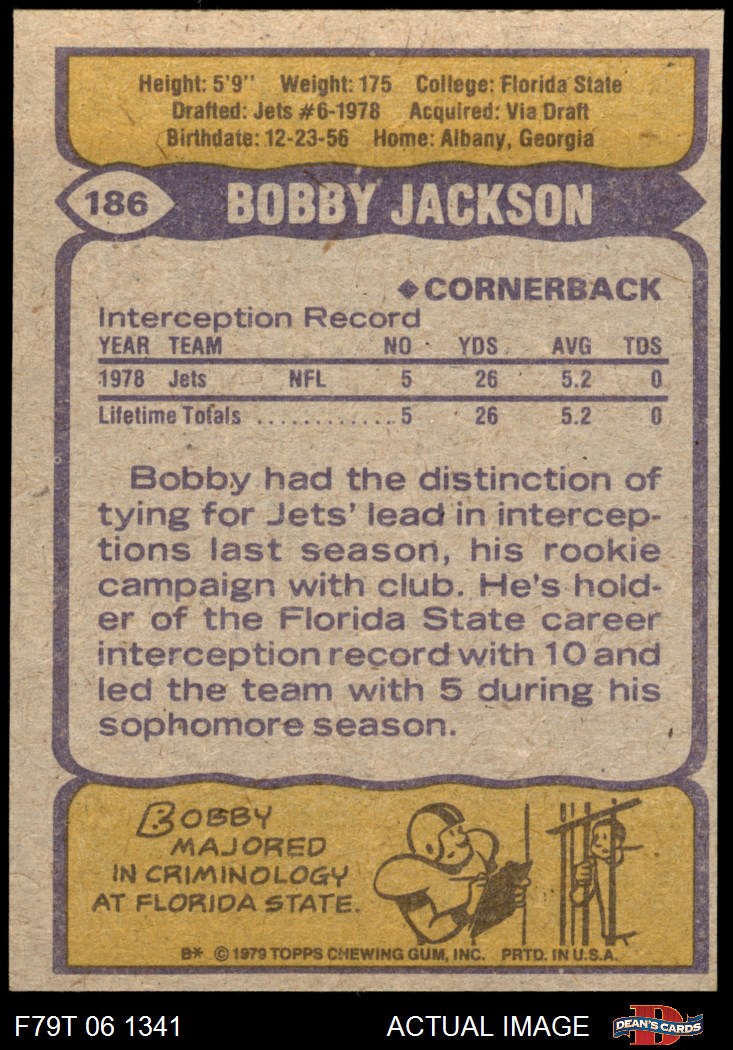 Height: 5'9" Weight: 175 College: Florida State
Drafted: Jets #6-1978 Acquired: Via Draft
Birthdate: 12-23-56 Home: Albany, Georgia
186 BOBBY JACKSON
◆ CORNERBACK
Interception Record
YEAR TEAM NO YDS AVG TDS
1978 Jets NFL 5 26 5.2 0
Lifetime Totals ............. 5 26 5.2 0
Bobby had the distinction of
tying for Jets' lead in intercep-
tions last season, his rookie
campaign with club. He's hold-
er of the Florida State career
interception record with 10 and
led the team with 5 during his
sophomore season.
BOBBY
MAJORED
IN CRIMINOLOGY
AT FLORIDA STATE.
B* © 1979 TOPPS CHEWING GUM, INC. PRTD. IN U.S.A.
F79T 06 1341 ACTUAL IMAGE D DEAN'S CARDS